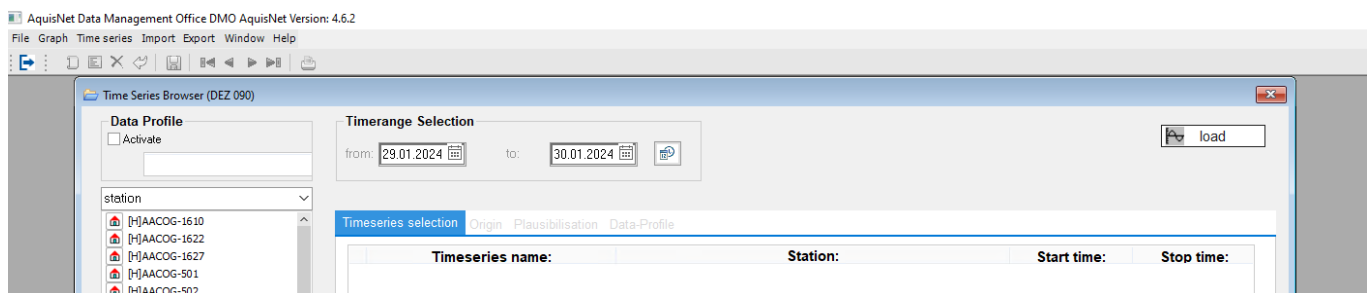 AquisNet Data Management Office DMO AquisNet Version: 4.6.2
File Graph Time series Import Export Window Help
Time Series Browser (DEZ 090)
Data Profile
Activate
Timerange Selection
from: 29.01.2024 to: 30.01.2024
load
station
[H]AACOG-1610
[H]AACOG-1622
[H]AACOG-1627
[H]AACOG-501
[H]AACOG-502
Timeseries selection Origin Plausibilisation Data-Profile
Timeseries name: Station: Start time: Stop time: